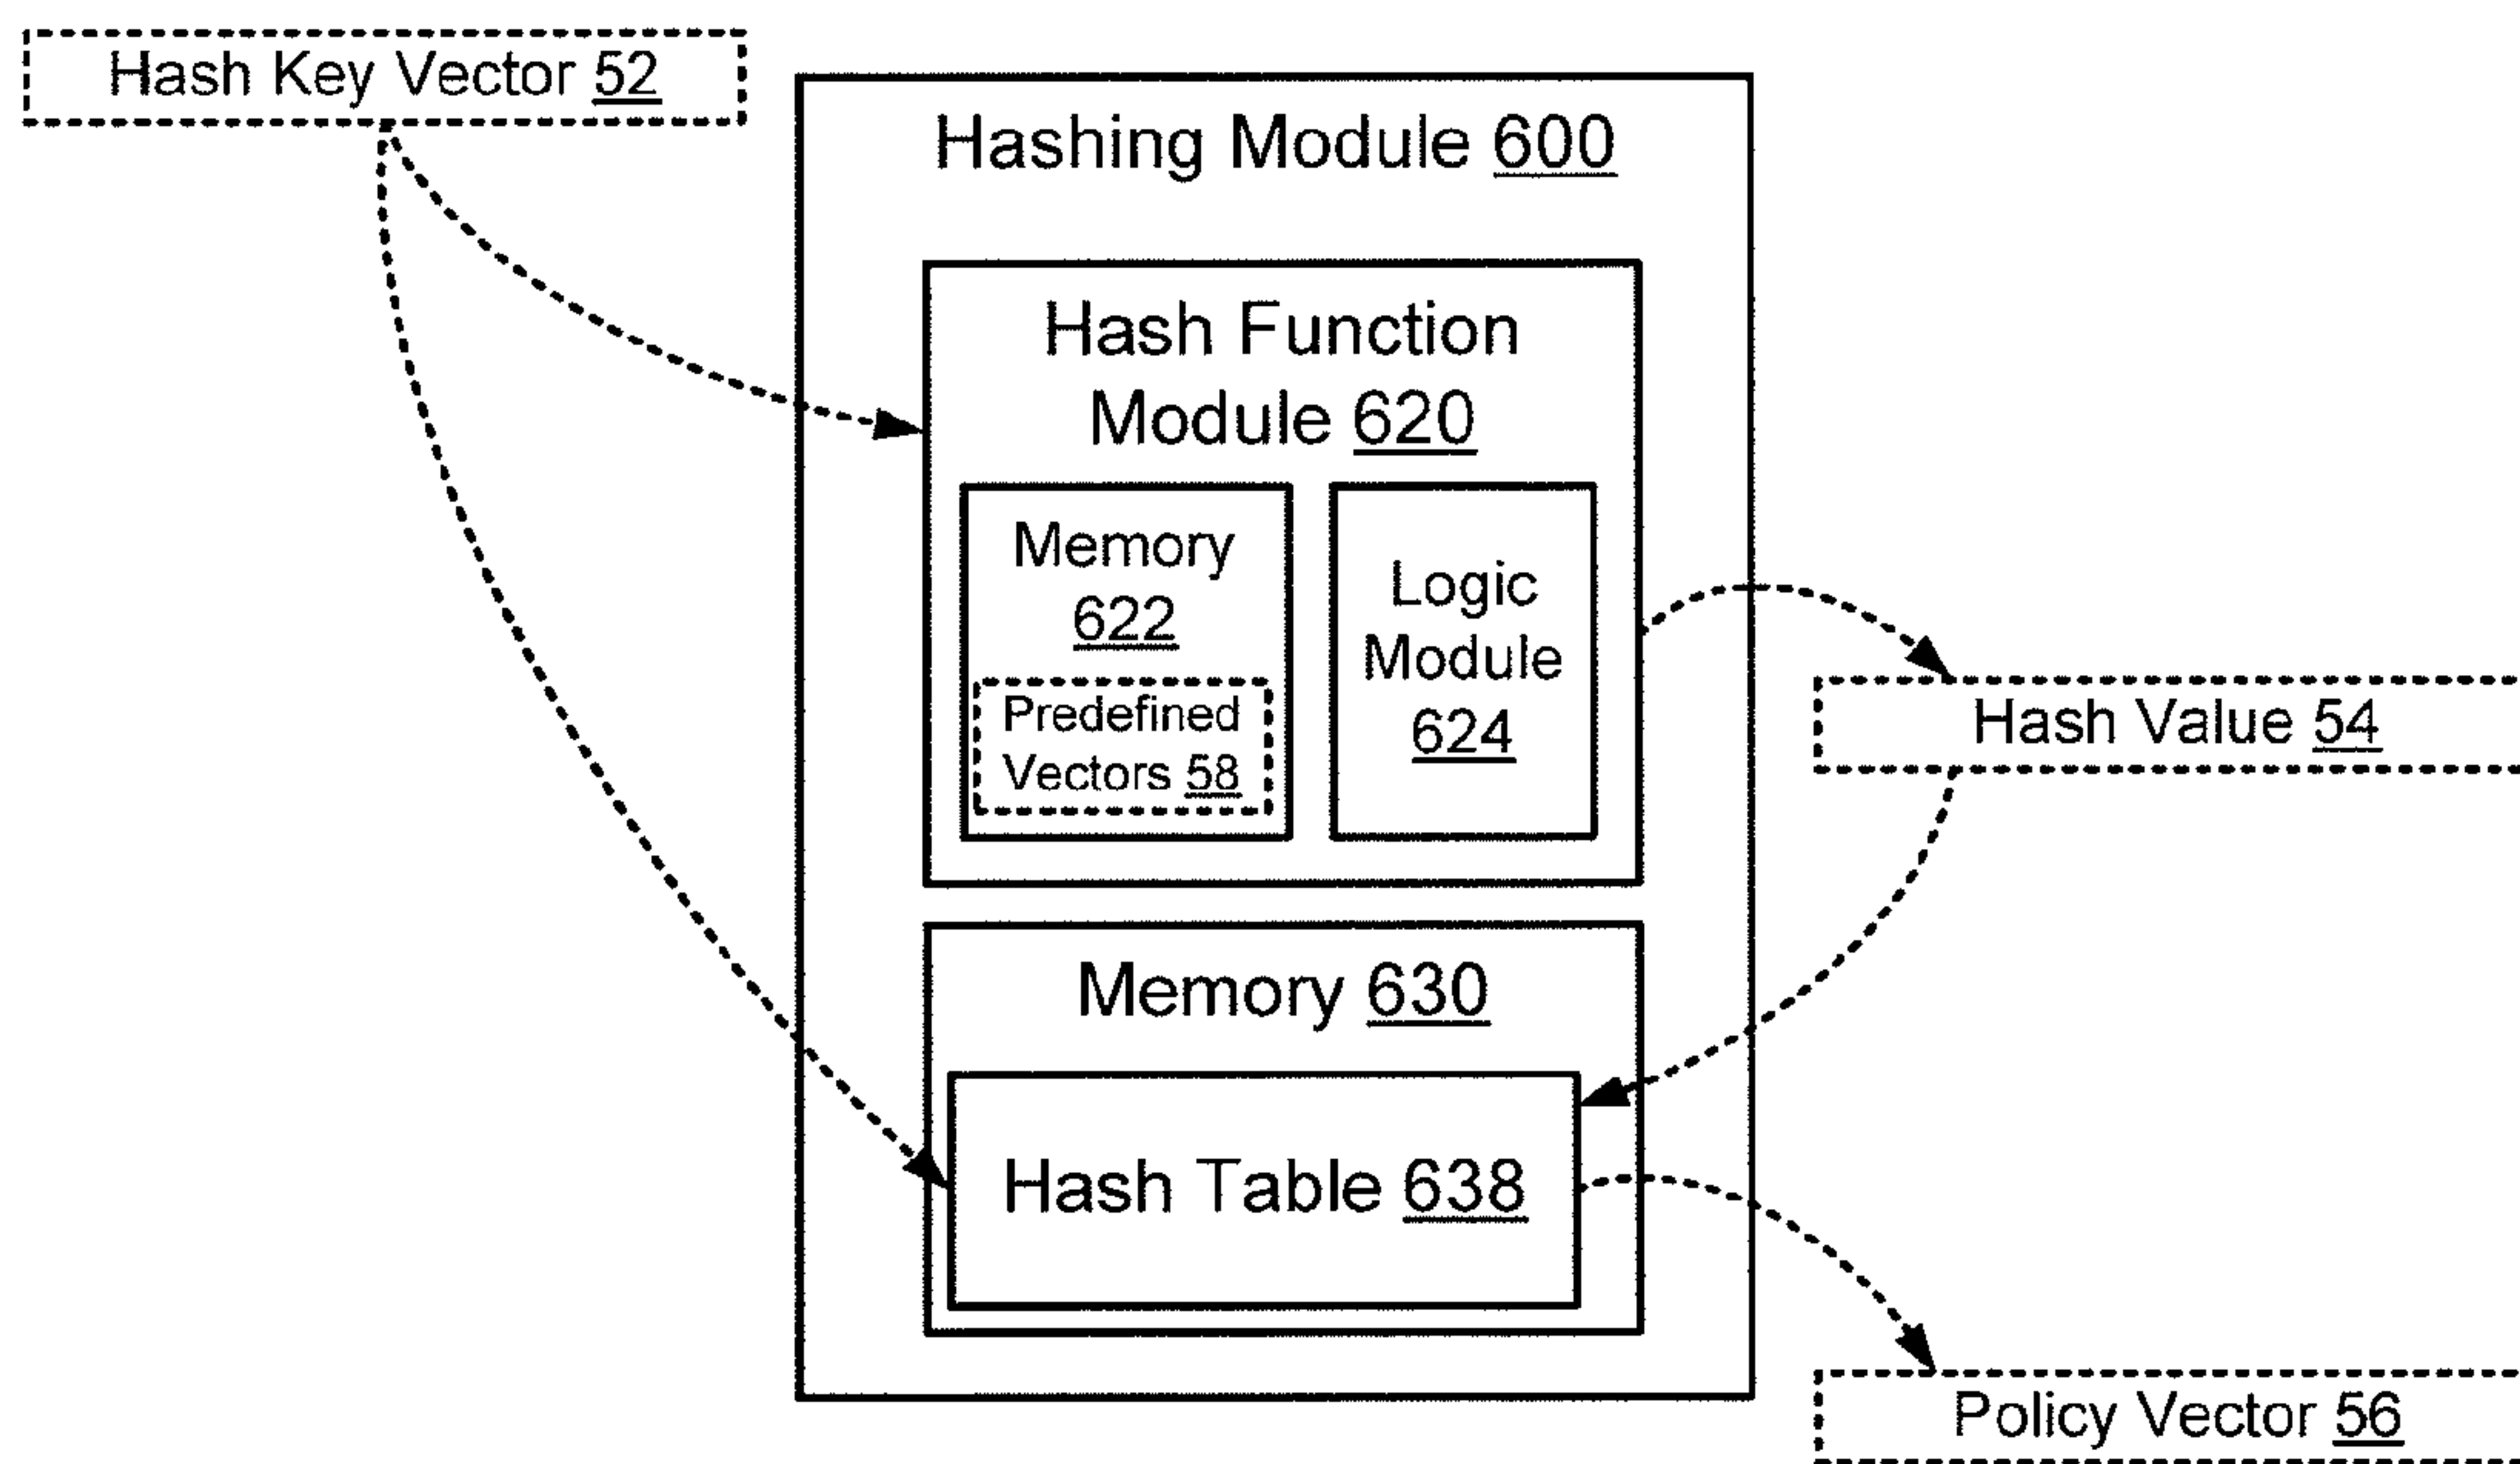 Hash Key Vector 52
Hashing Module 600
Hash Function
Module 620
Memory
622
Predefined
Vectors 58
Logic
Module
624
Hash Value 54
Memory 630
Hash Table 638
Policy Vector 56